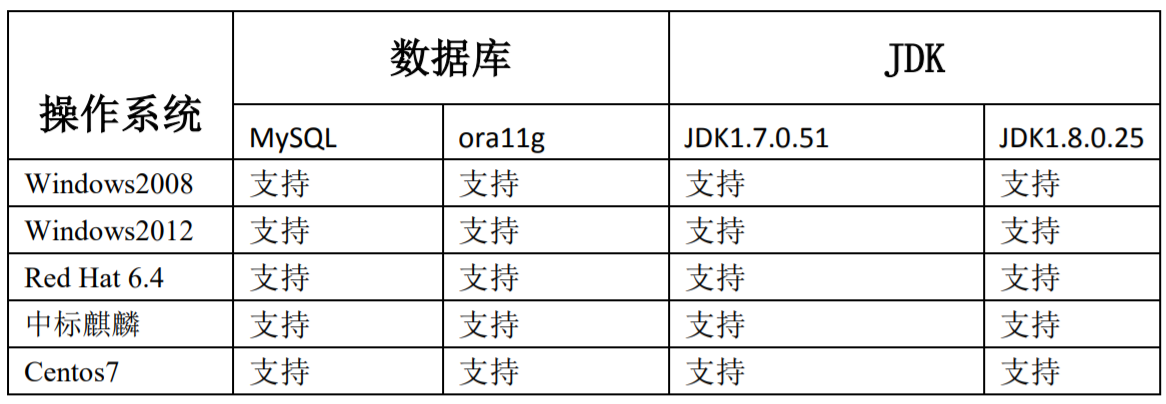 操作系统 数据库 JDK
MySQL ora11g JDK1.7.0.51 JDK1.8.0.25
Windows2008 支持 支持 支持 支持
Windows2012 支持 支持 支持 支持
Red Hat 6.4 支持 支持 支持 支持
中标麒麟 支持 支持 支持 支持
Centos7 支持 支持 支持 支持